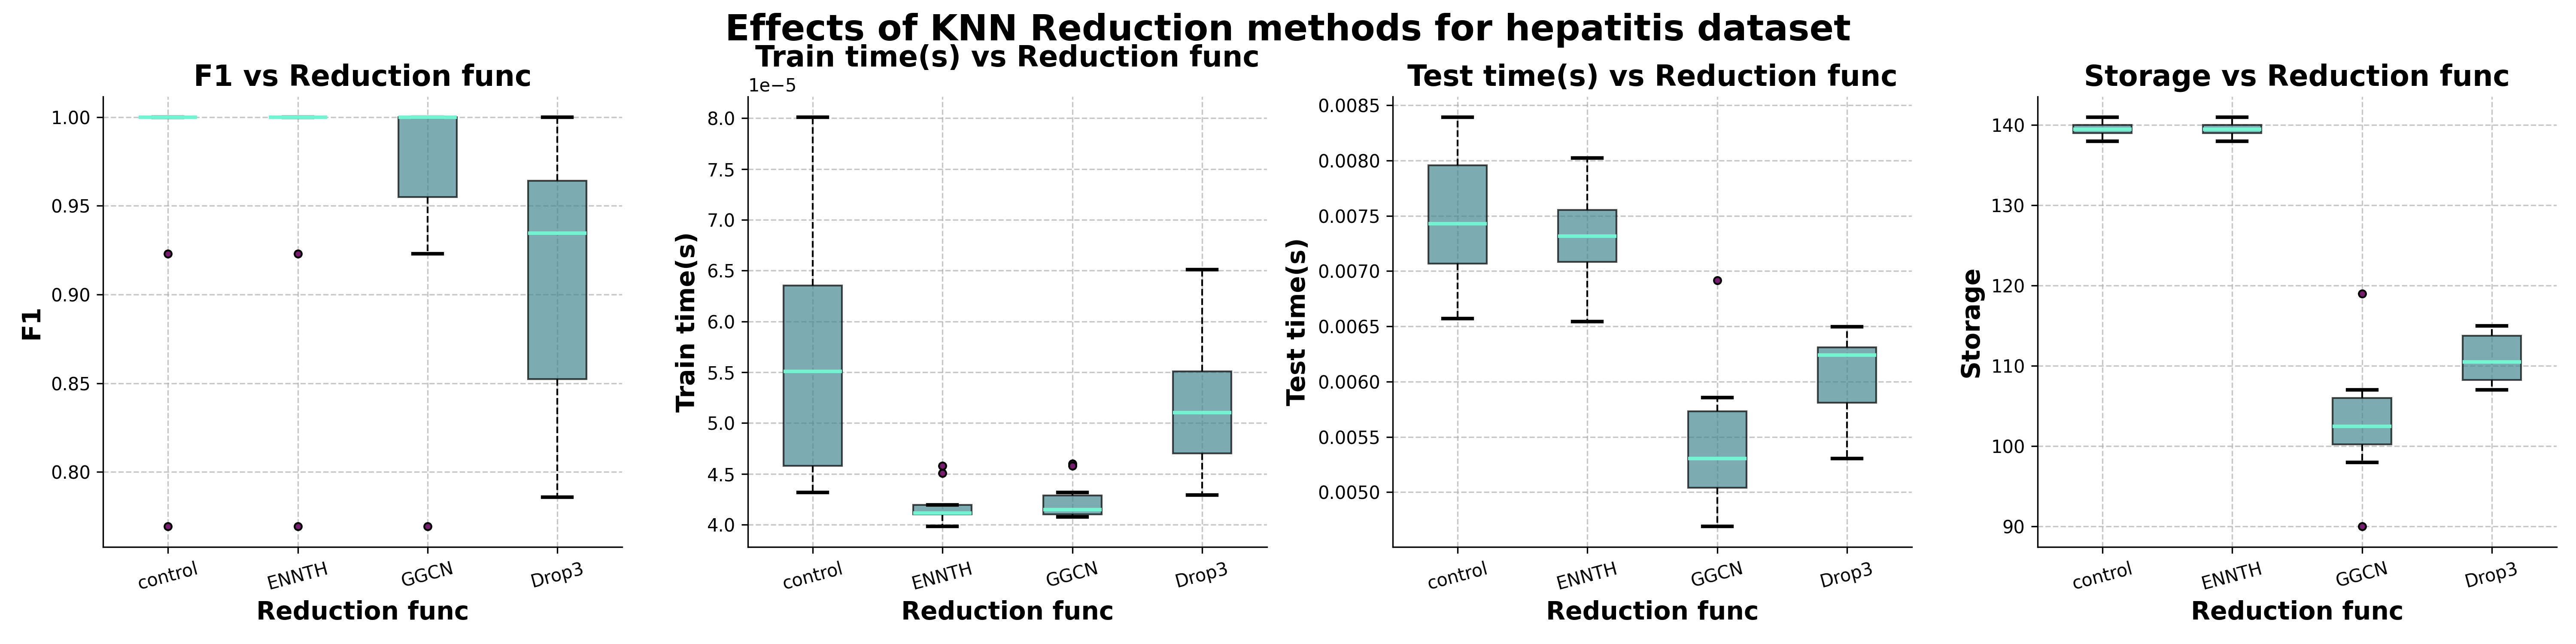 Effects of KNN Reduction methods for hepatitis dataset
F1 vs Reduction func
1.00
0.95
0.90
0.85
0.80
F1
control
ENNTH
GGCN
Drop3
Reduction func
Train time(s) vs Reduction func
1e−5
8.0
7.5
7.0
6.5
6.0
5.5
5.0
4.5
4.0
Train time(s)
control
ENNTH
GGCN
Drop3
Reduction func
Test time(s) vs Reduction func
0.0085
0.0080
0.0075
0.0070
0.0065
0.0060
0.0055
0.0050
Test time(s)
control
ENNTH
GGCN
Drop3
Reduction func
Storage vs Reduction func
140
130
120
110
100
90
Storage
control
ENNTH
GGCN
Drop3
Reduction func